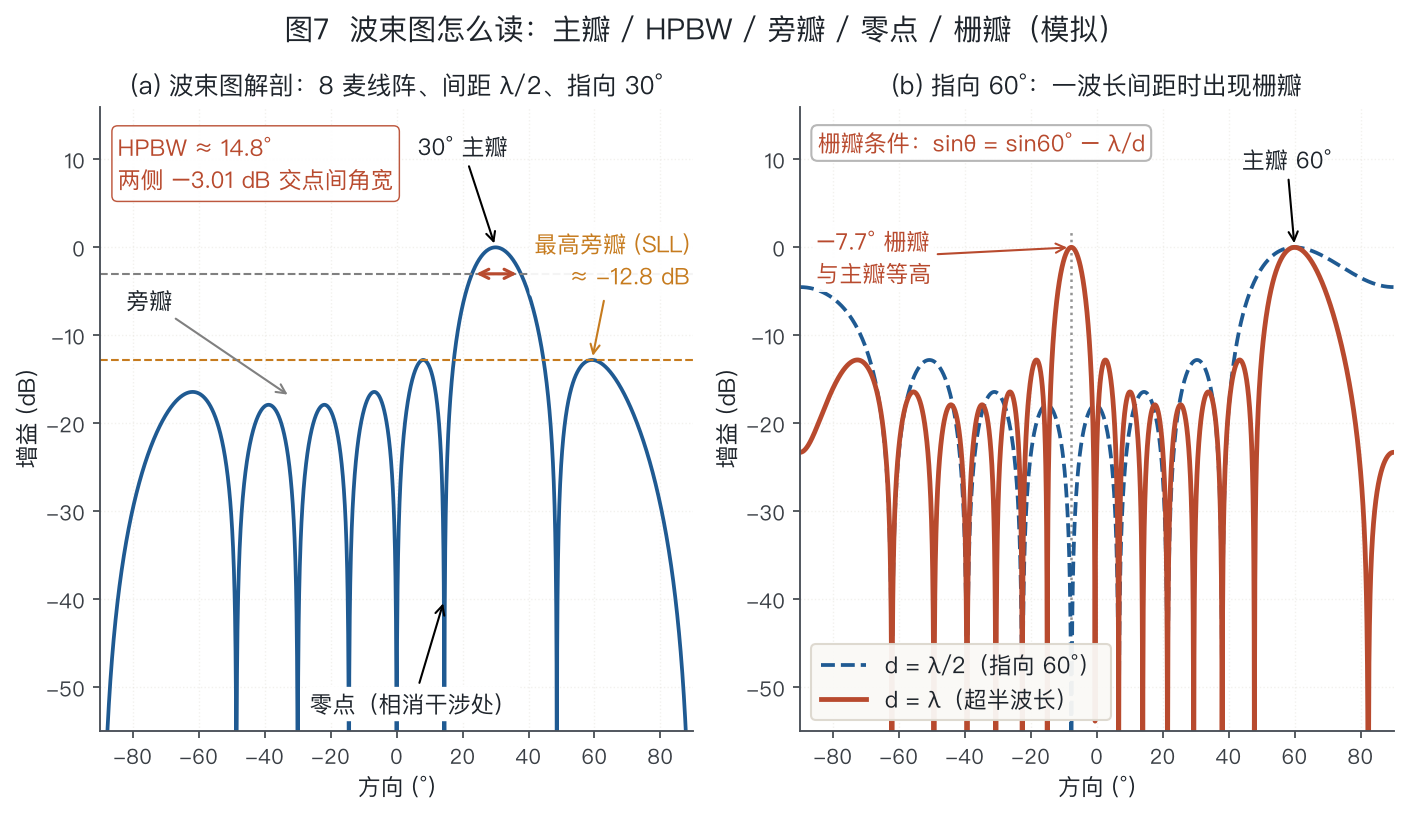 图7 波束图怎么读：主瓣 / HPBW / 旁瓣 / 零点 / 栅瓣（模拟）
(a) 波束图解剖：8 麦线阵、间距 λ/2、指向 30°
HPBW ≈ 14.8°
两侧 −3.01 dB 交点间角宽
30° 主瓣
最高旁瓣 (SLL)
≈ −12.8 dB
旁瓣
零点（相消干涉处）
增益 (dB)
10
0
−10
−20
−30
−40
−50
−80 −60 −40 −20 0 20 40 60 80
方向 (°)
(b) 指向 60°：一波长间距时出现栅瓣
栅瓣条件：sinθ = sin60° − λ/d
主瓣 60°
−7.7° 栅瓣
与主瓣等高
d = λ/2（指向 60°）
d = λ（超半波长）
增益 (dB)
10
0
−10
−20
−30
−40
−50
−80 −60 −40 −20 0 20 40 60 80
方向 (°)